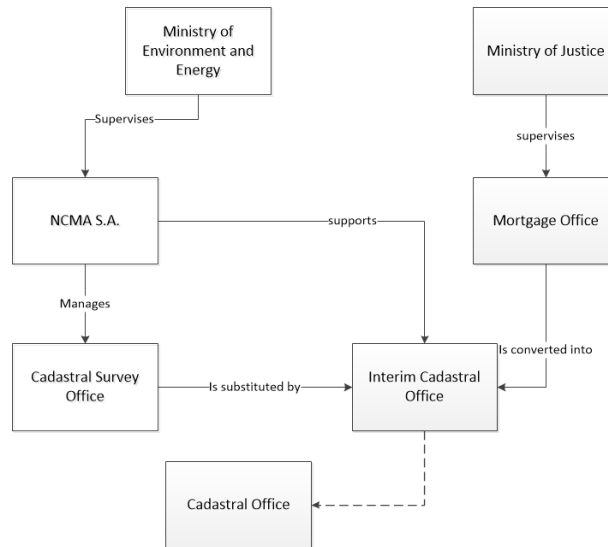 Ministry of
Environment and
Energy
Ministry of Justice
Supervises
supervises
NCMA S.A.
supports
Mortgage Office
Manages
Is converted into
Cadastral Survey
Office
Is substituted by
Interim Cadastral
Office
Cadastral Office